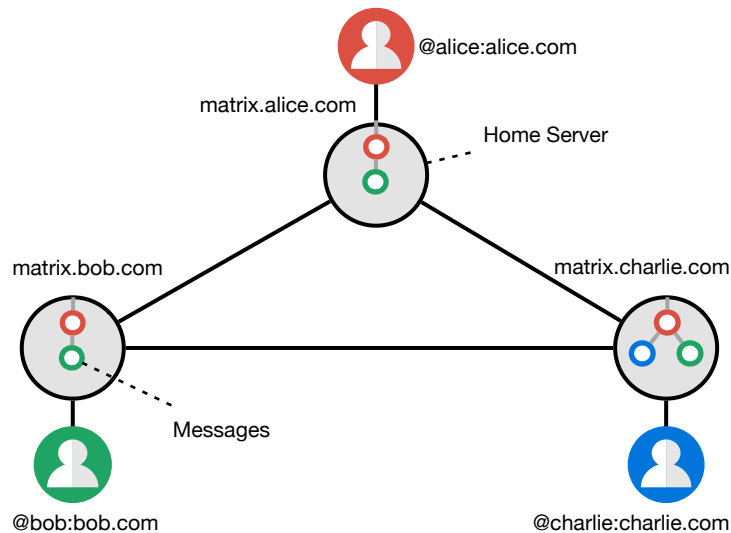 @alice:alice.com
matrix.alice.com
Home Server
matrix.bob.com
matrix.charlie.com
Messages
@bob:bob.com
@charlie:charlie.com